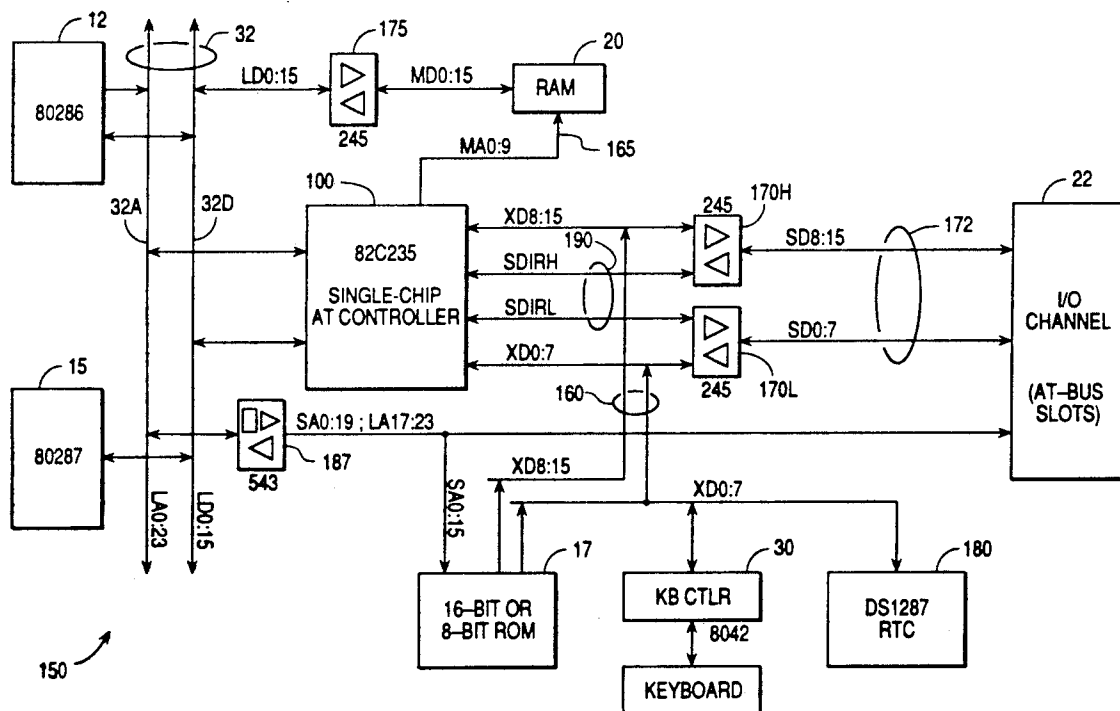 12
32
175
20
80286
LD0:15
MD0:15
RAM
245
MA0:9
165
32A
32D
100
245
170H
22
82C235
SINGLE-CHIP
AT CONTROLLER
XD8:15
190
SDIRH
SDIRL
XD0:7
SD8:15
172
SD0:7
I/O
CHANNEL
(AT-BUS
SLOTS)
245
170L
160
15
80287
SA0:19 ; LA17:23
187
543
LA0:23
LD0:15
SA0:15
XD8:15
XD0:7
17
30
180
16-BIT OR
8-BIT ROM
KB CTLR
8042
DS1287
RTC
KEYBOARD
150